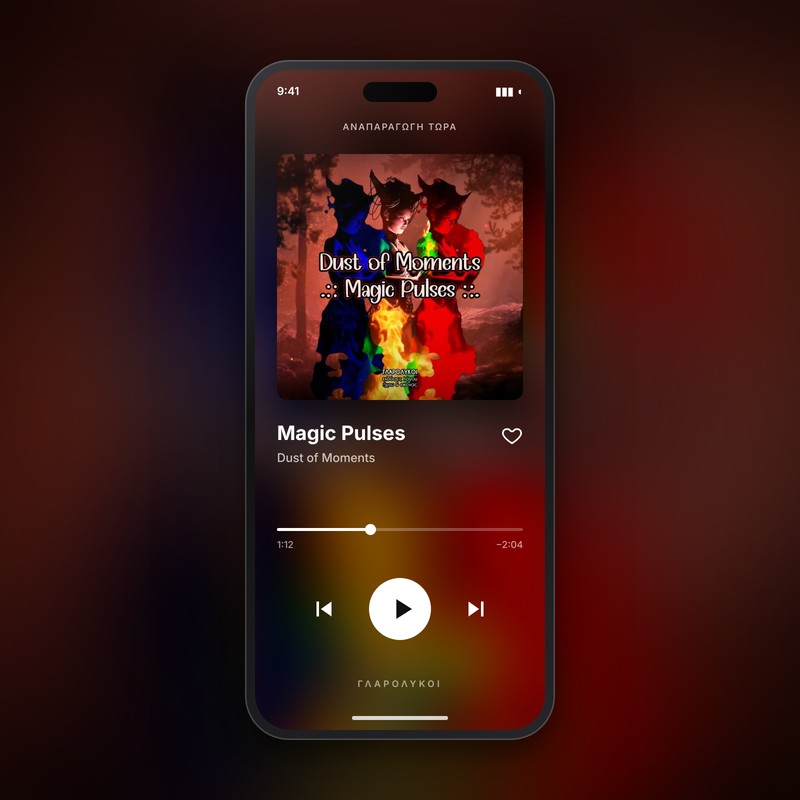 9:41
ΑΝΑΠΑΡΑΓΩΓΗ ΤΩΡΑ
Dust of Moments
.:: Magic Pulses ::.
ΓΛΑΡΟΛΥΚΟΙ
Magic Pulses
Dust of Moments
1:12
−2:04
ΓΛΑΡΟΛΥΚΟΙ